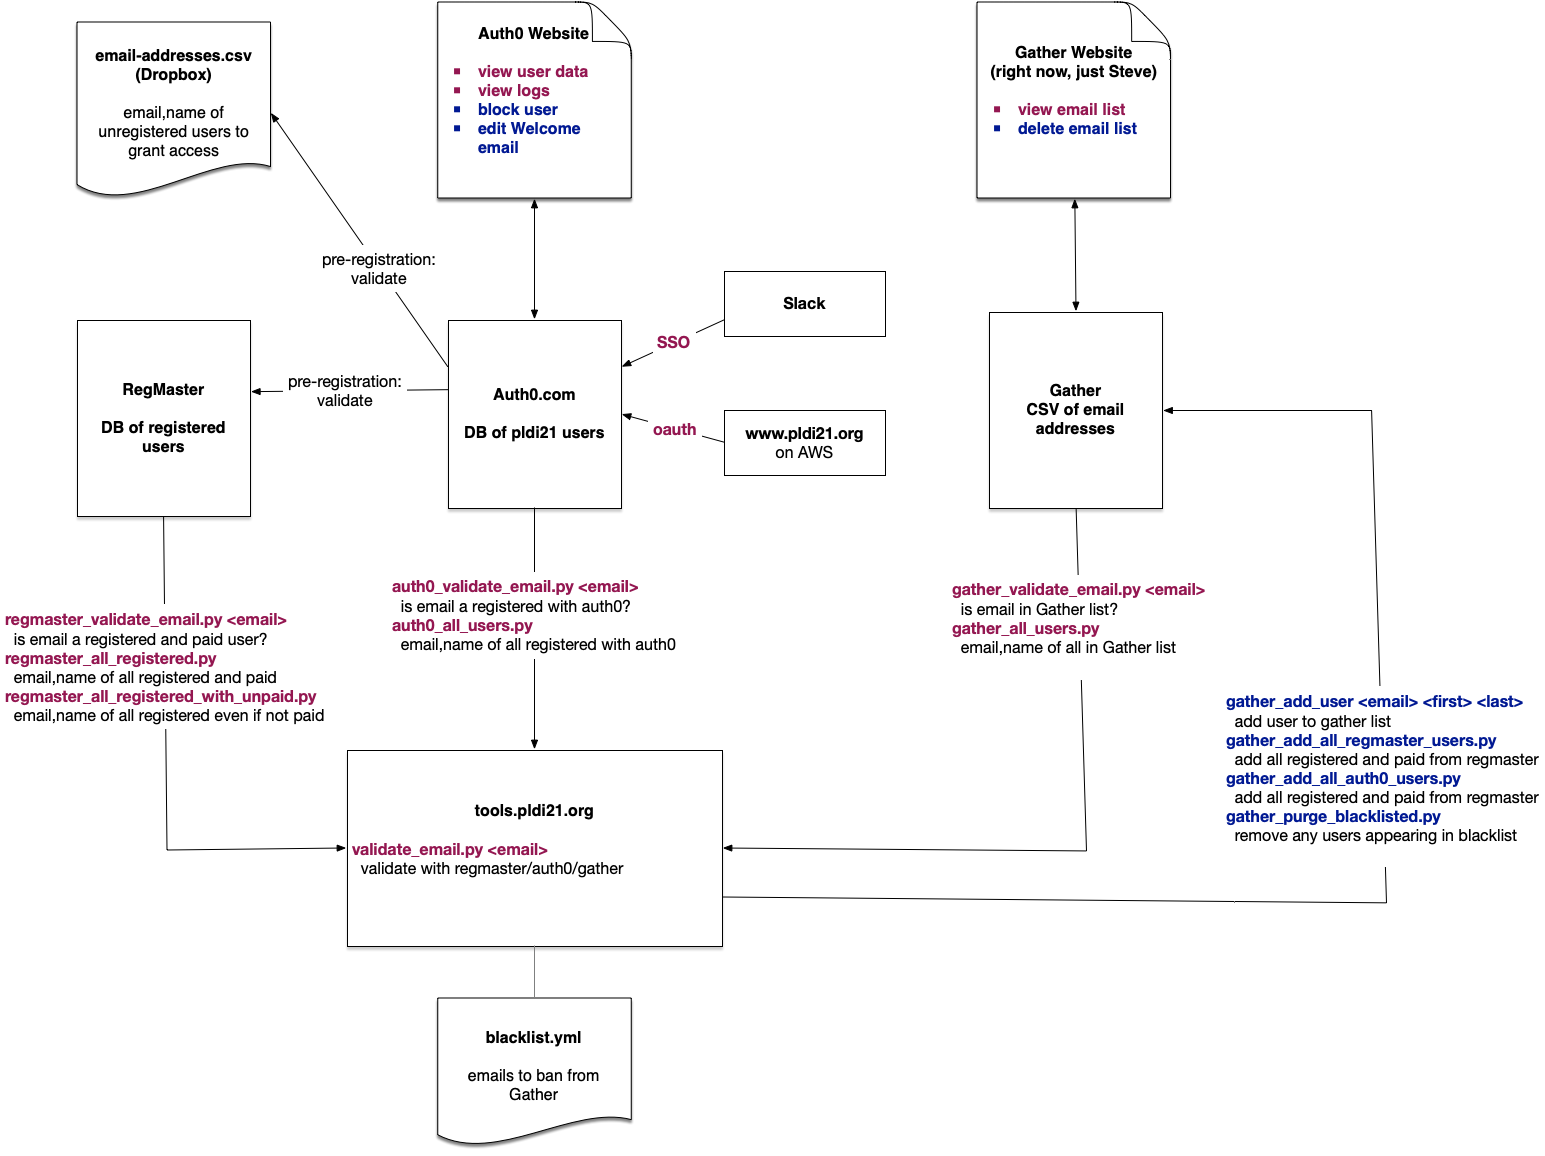 email-addresses.csv
(Dropbox)
email,name of
unregistered users to
grant access
Auth0 Website
view user data
view logs
block user
edit Welcome
email
Gather Website
(right now, just Steve)
view email list
delete email list
pre-registration:
validate
Slack
SSO
RegMaster
DB of registered
users
pre-registration:
validate
Auth0.com
DB of pldi21 users
oauth
www.pldi21.org
on AWS
Gather
CSV of email
addresses
regmaster_validate_email.py <email>
is email a registered and paid user?
regmaster_all_registered.py
email,name of all registered and paid
regmaster_all_registered_with_unpaid.py
email,name of all registered even if not paid
auth0_validate_email.py <email>
is email a registered with auth0?
auth0_all_users.py
email,name of all registered with auth0
gather_validate_email.py <email>
is email in Gather list?
gather_all_users.py
email,name of all in Gather list
gather_add_user <email> <first> <last>
add user to gather list
gather_add_all_regmaster_users.py
add all registered and paid from regmaster
gather_add_all_auth0_users.py
add all registered and paid from regmaster
gather_purge_blacklisted.py
remove any users appearing in blacklist
tools.pldi21.org
validate_email.py <email>
validate with regmaster/auth0/gather
blacklist.yml
emails to ban from
Gather